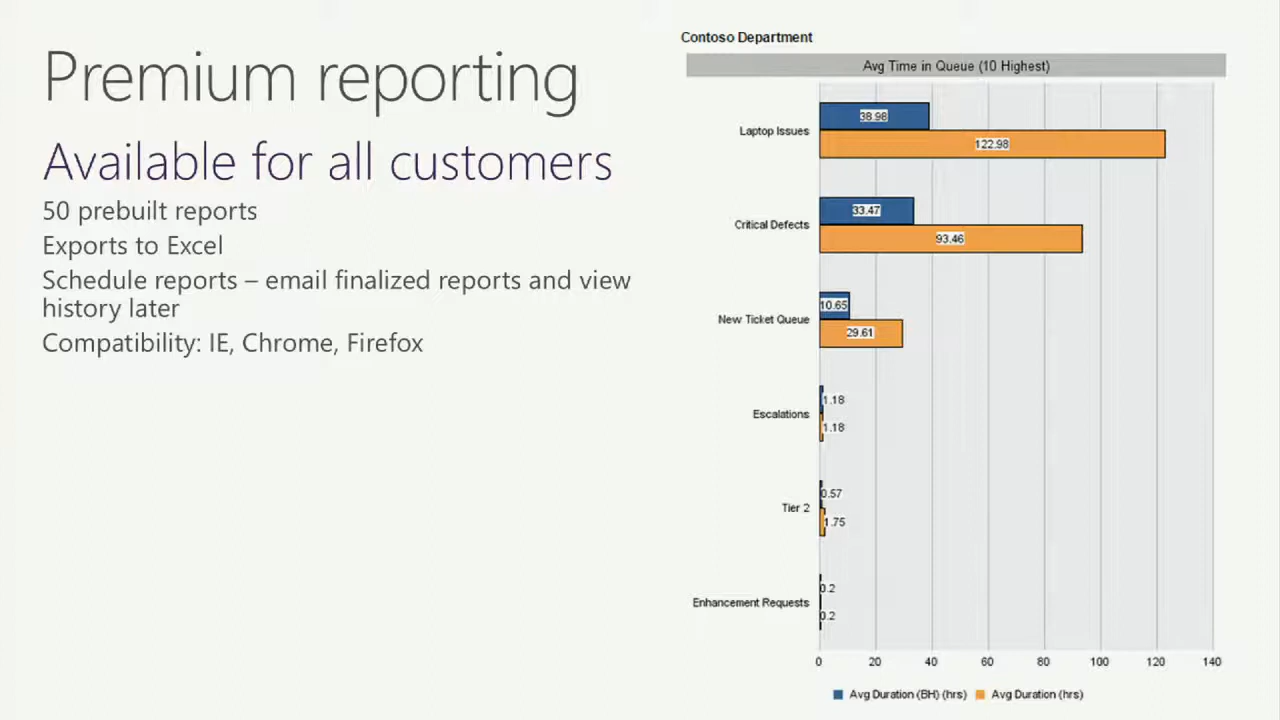 Premium reporting
Available for all customers
50 prebuilt reports
Exports to Excel
Schedule reports – email finalized reports and view
history later
Compatibility: IE, Chrome, Firefox
Contoso Department
Avg Time in Queue (10 Highest)
Laptop Issues
38.98
122.98
Critical Defects
33.47
93.46
New Ticket Queue
10.65
29.61
Escalations
1.18
1.18
Tier 2
0.57
1.75
Enhancement Requests
0.2
0.2
0 20 40 60 80 100 120 140
Avg Duration (BH) (hrs) Avg Duration (hrs)